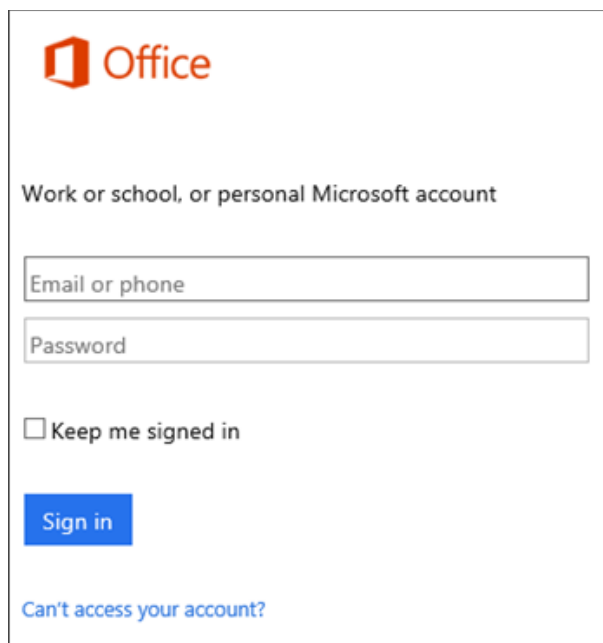 Office
Work or school, or personal Microsoft account
Email or phone
Password
Keep me signed in
Sign in
Can't access your account?